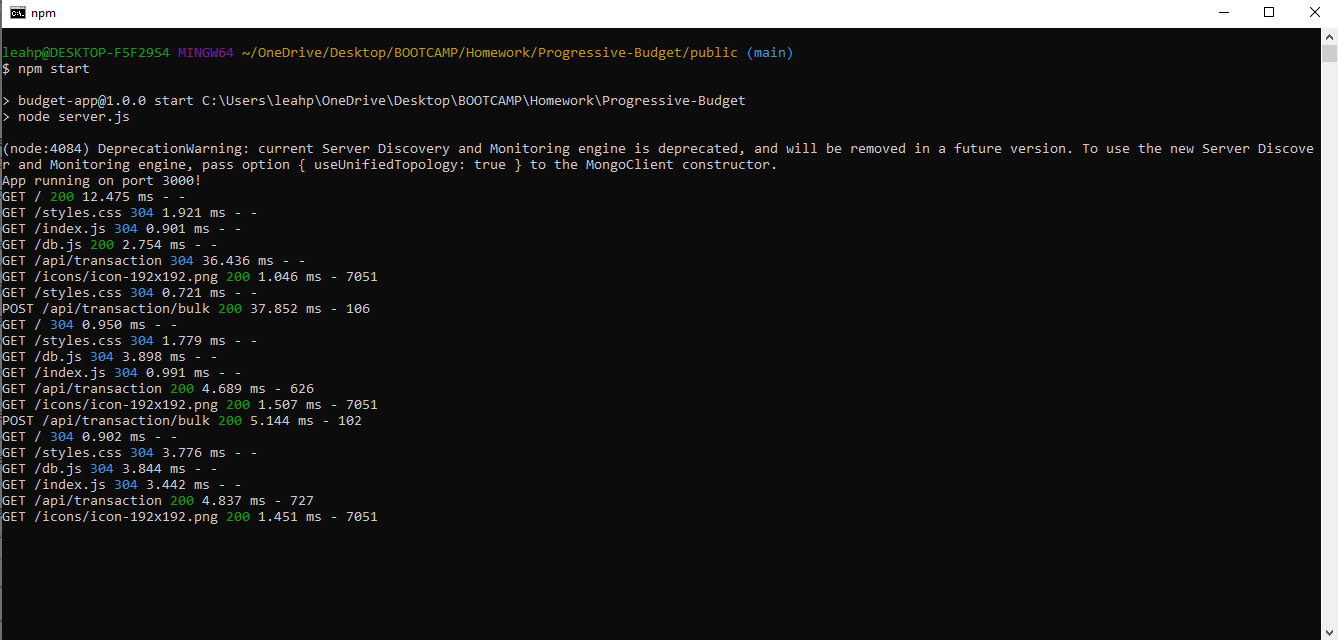 npm
leahp@DESKTOP-F5F29S4 MINGW64 ~/OneDrive/Desktop/BOOTCAMP/Homework/Progressive-Budget/public (main)
$ npm start
> budget-app@1.0.0 start C:\Users\leahp\OneDrive\Desktop\BOOTCAMP\Homework\Progressive-Budget
> node server.js
(node:4084) DeprecationWarning: current Server Discovery and Monitoring engine is deprecated, and will be removed in a future version. To use the new Server Discove
r and Monitoring engine, pass option { useUnifiedTopology: true } to the MongoClient constructor.
App running on port 3000!
GET / 200 12.475 ms - -
GET /styles.css 304 1.921 ms - -
GET /index.js 304 0.901 ms - -
GET /db.js 200 2.754 ms - -
GET /api/transaction 304 36.436 ms - -
GET /icons/icon-192x192.png 200 1.046 ms - 7051
GET /styles.css 304 0.721 ms - -
POST /api/transaction/bulk 200 37.852 ms - 106
GET / 304 0.950 ms - -
GET /styles.css 304 1.779 ms - -
GET /db.js 304 3.898 ms - -
GET /index.js 304 0.991 ms - -
GET /api/transaction 200 4.689 ms - 626
GET /icons/icon-192x192.png 200 1.507 ms - 7051
POST /api/transaction/bulk 200 5.144 ms - 102
GET / 304 0.902 ms - -
GET /styles.css 304 3.776 ms - -
GET /db.js 304 3.844 ms - -
GET /index.js 304 3.442 ms - -
GET /api/transaction 200 4.837 ms - 727
GET /icons/icon-192x192.png 200 1.451 ms - 7051